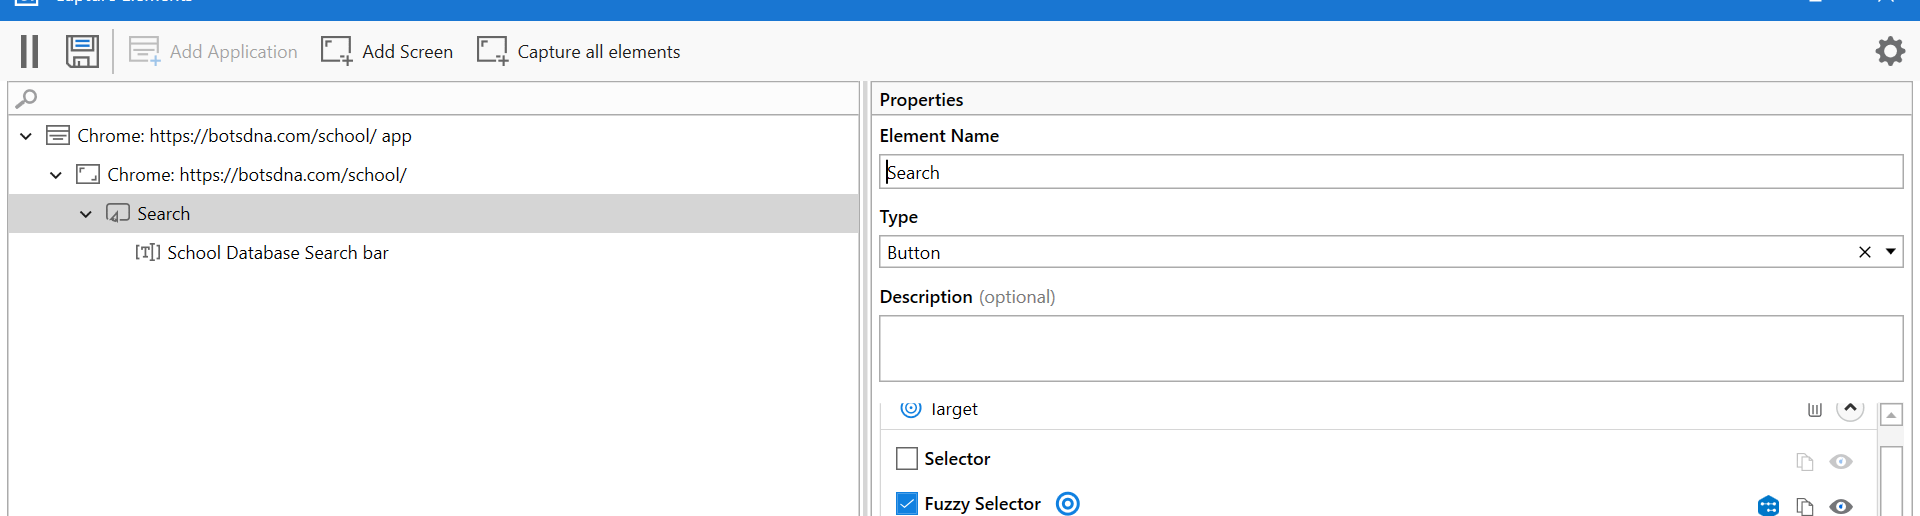 Capture Elements
Add Application
Add Screen
Capture all elements
Chrome: https://botsdna.com/school/ app
Chrome: https://botsdna.com/school/
Search
School Database Search bar
Properties
Element Name
Search
Type
Button
Description (optional)
Target
Selector
Fuzzy Selector